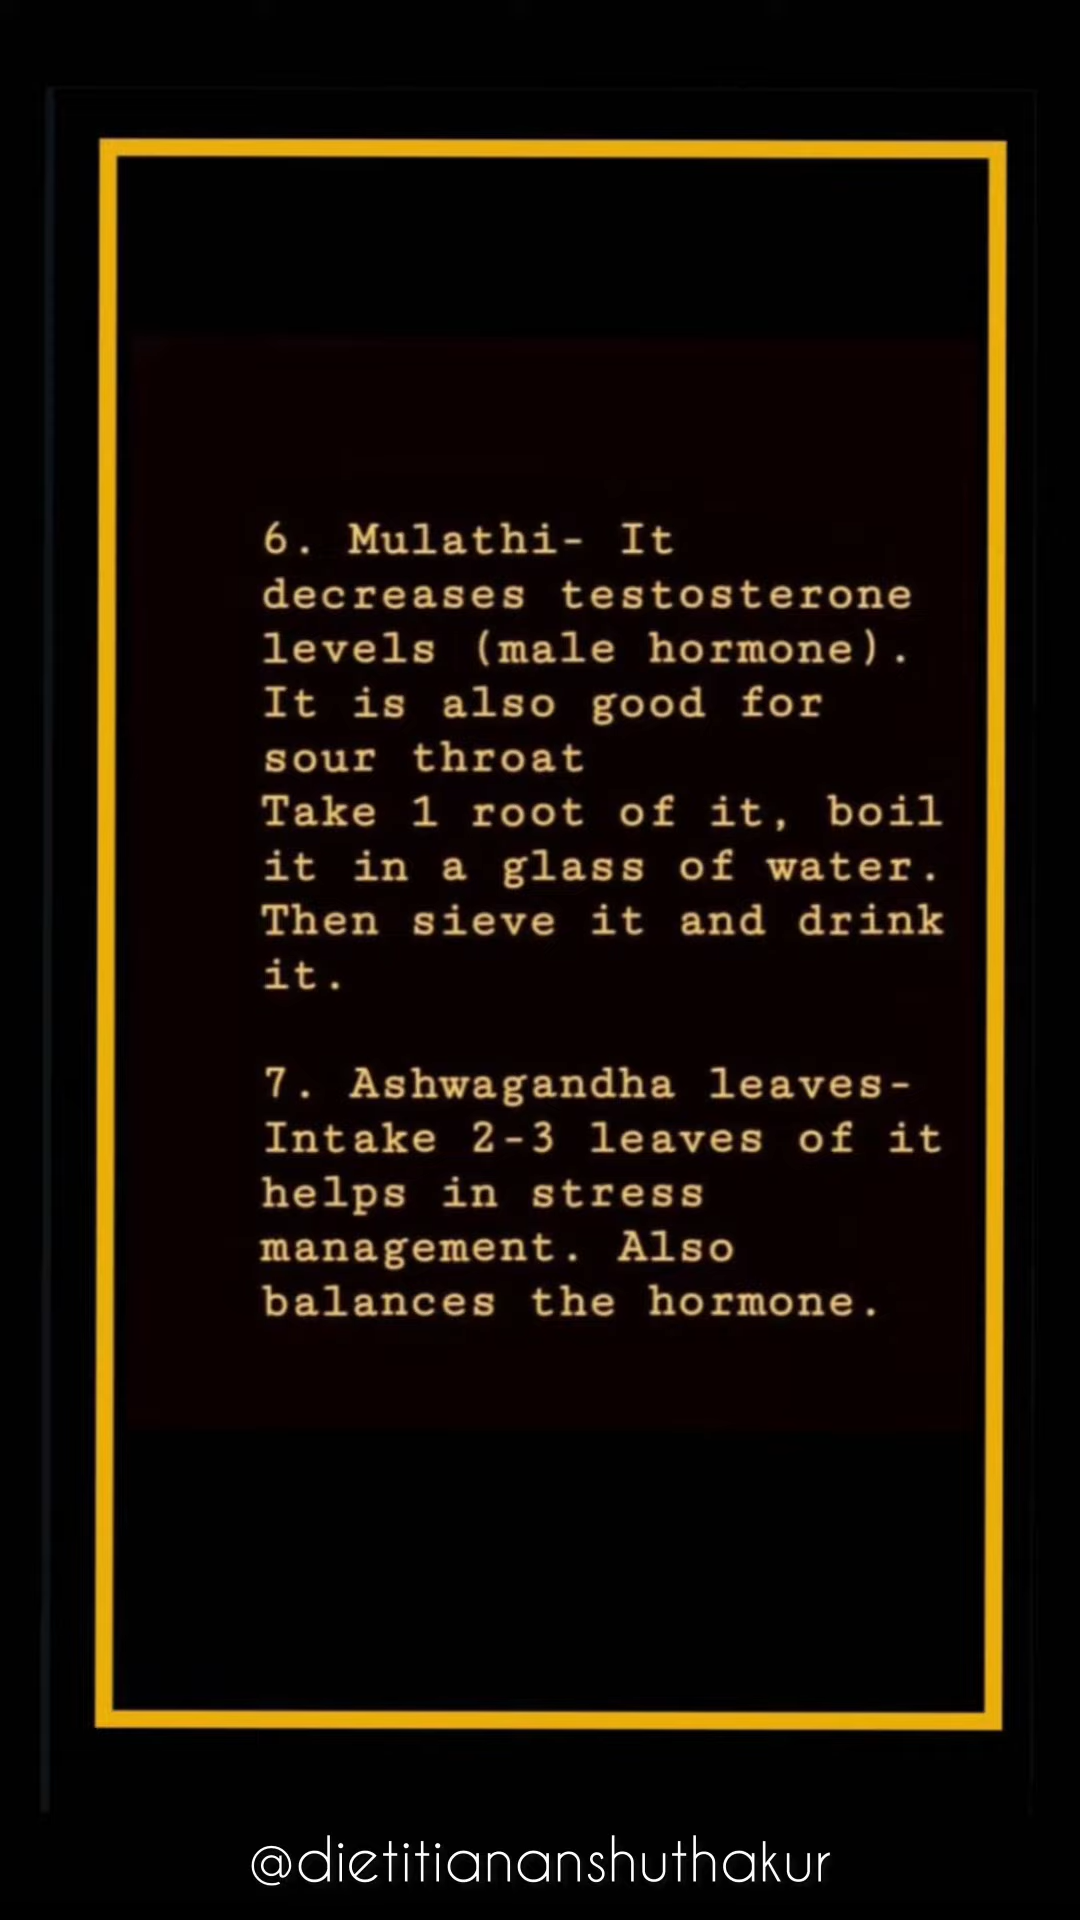 6. Mulathi- It
decreases testosterone
levels (male hormone).
It is also good for
sour throat
Take 1 root of it, boil
it in a glass of water.
Then sieve it and drink
it.
7. Ashwagandha leaves-
Intake 2-3 leaves of it
helps in stress
management. Also
balances the hormone.
@dietitiananshuthakur